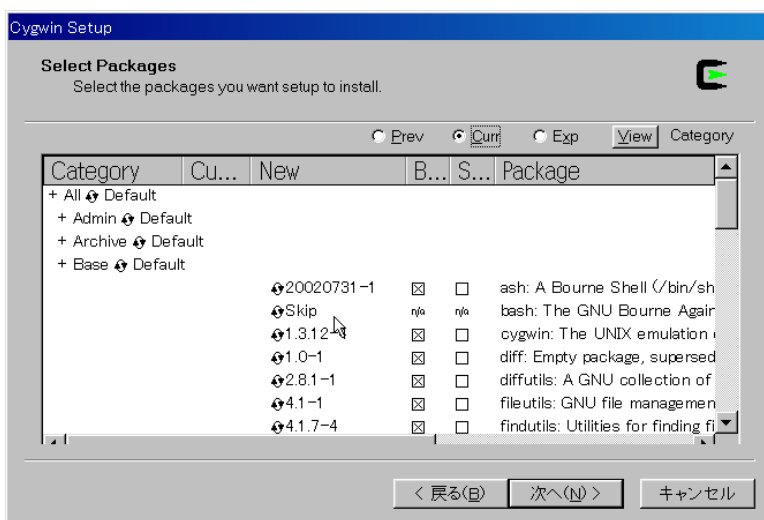 Cygwin Setup
Select Packages
Select the packages you want setup to install.
Prev Curr Exp View Category
Category Cu... New B... S... Package
+ All Default
+ Admin Default
+ Archive Default
+ Base Default
20020731-1 ash: A Bourne Shell (/bin/sh
Skip n/a n/a bash: The GNU Bourne Again
1.3.12-4 cygwin: The UNIX emulation
1.0-1 diff: Empty package, supersed
2.8.1-1 diffutils: A GNU collection of
4.1-1 fileutils: GNU file managemen
4.1.7-4 findutils: Utilities for finding fi
< 戻る(B) 次へ(N) > キャンセル